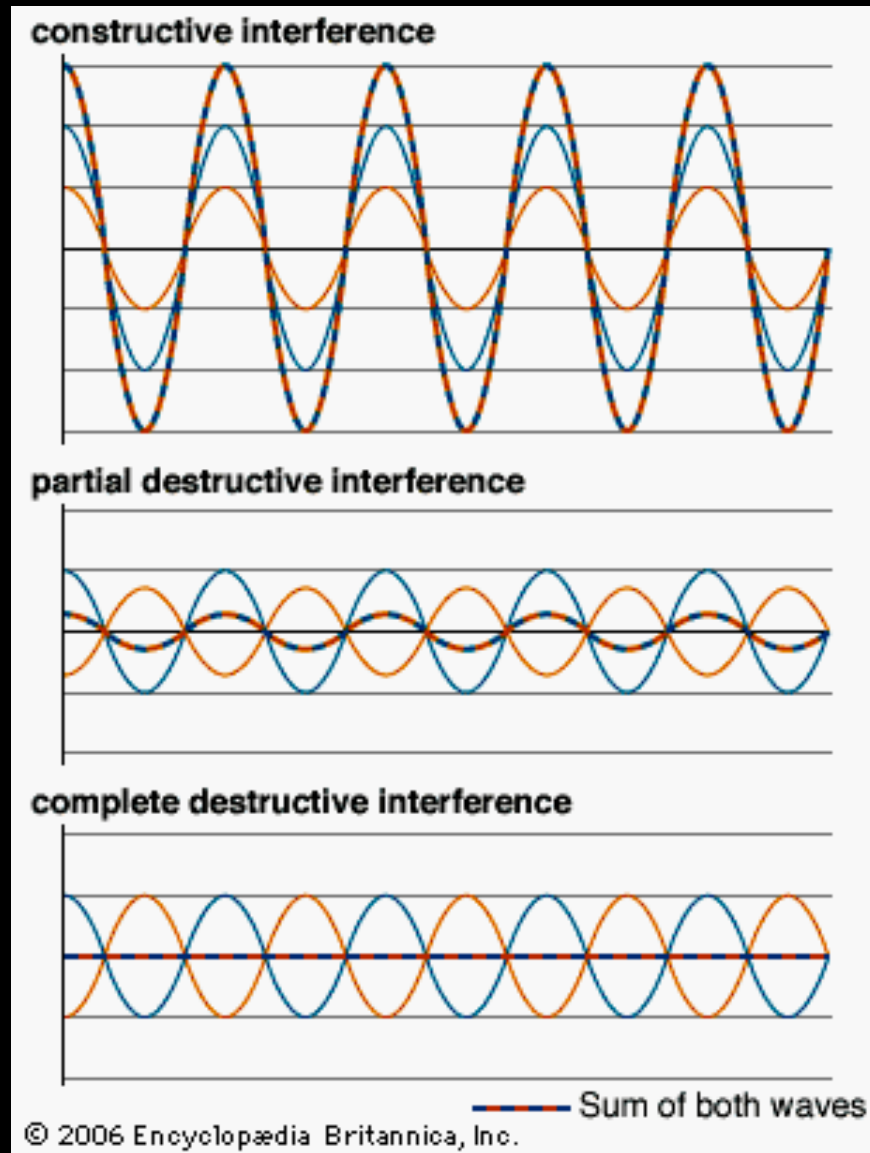 constructive interference
partial destructive interference
complete destructive interference
Sum of both waves
© 2006 Encyclopædia Britannica, Inc.